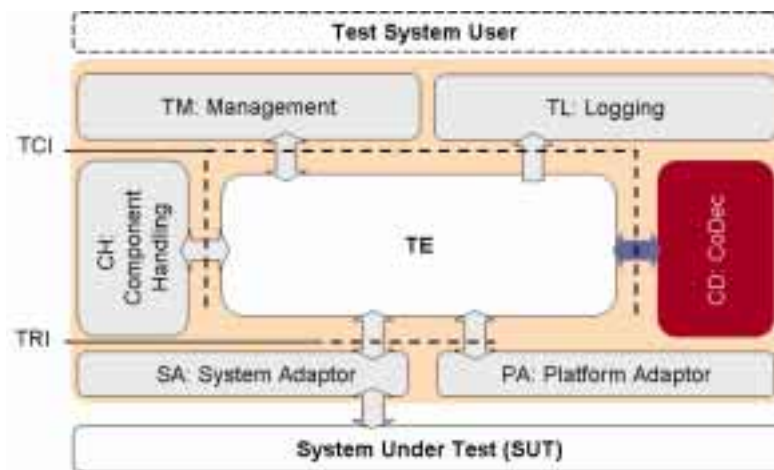 Test System User
TM: Management
TL: Logging
TCI
CH:
Component
Handling
TE
CD: CoDec
TRI
SA: System Adaptor
PA: Platform Adaptor
System Under Test (SUT)